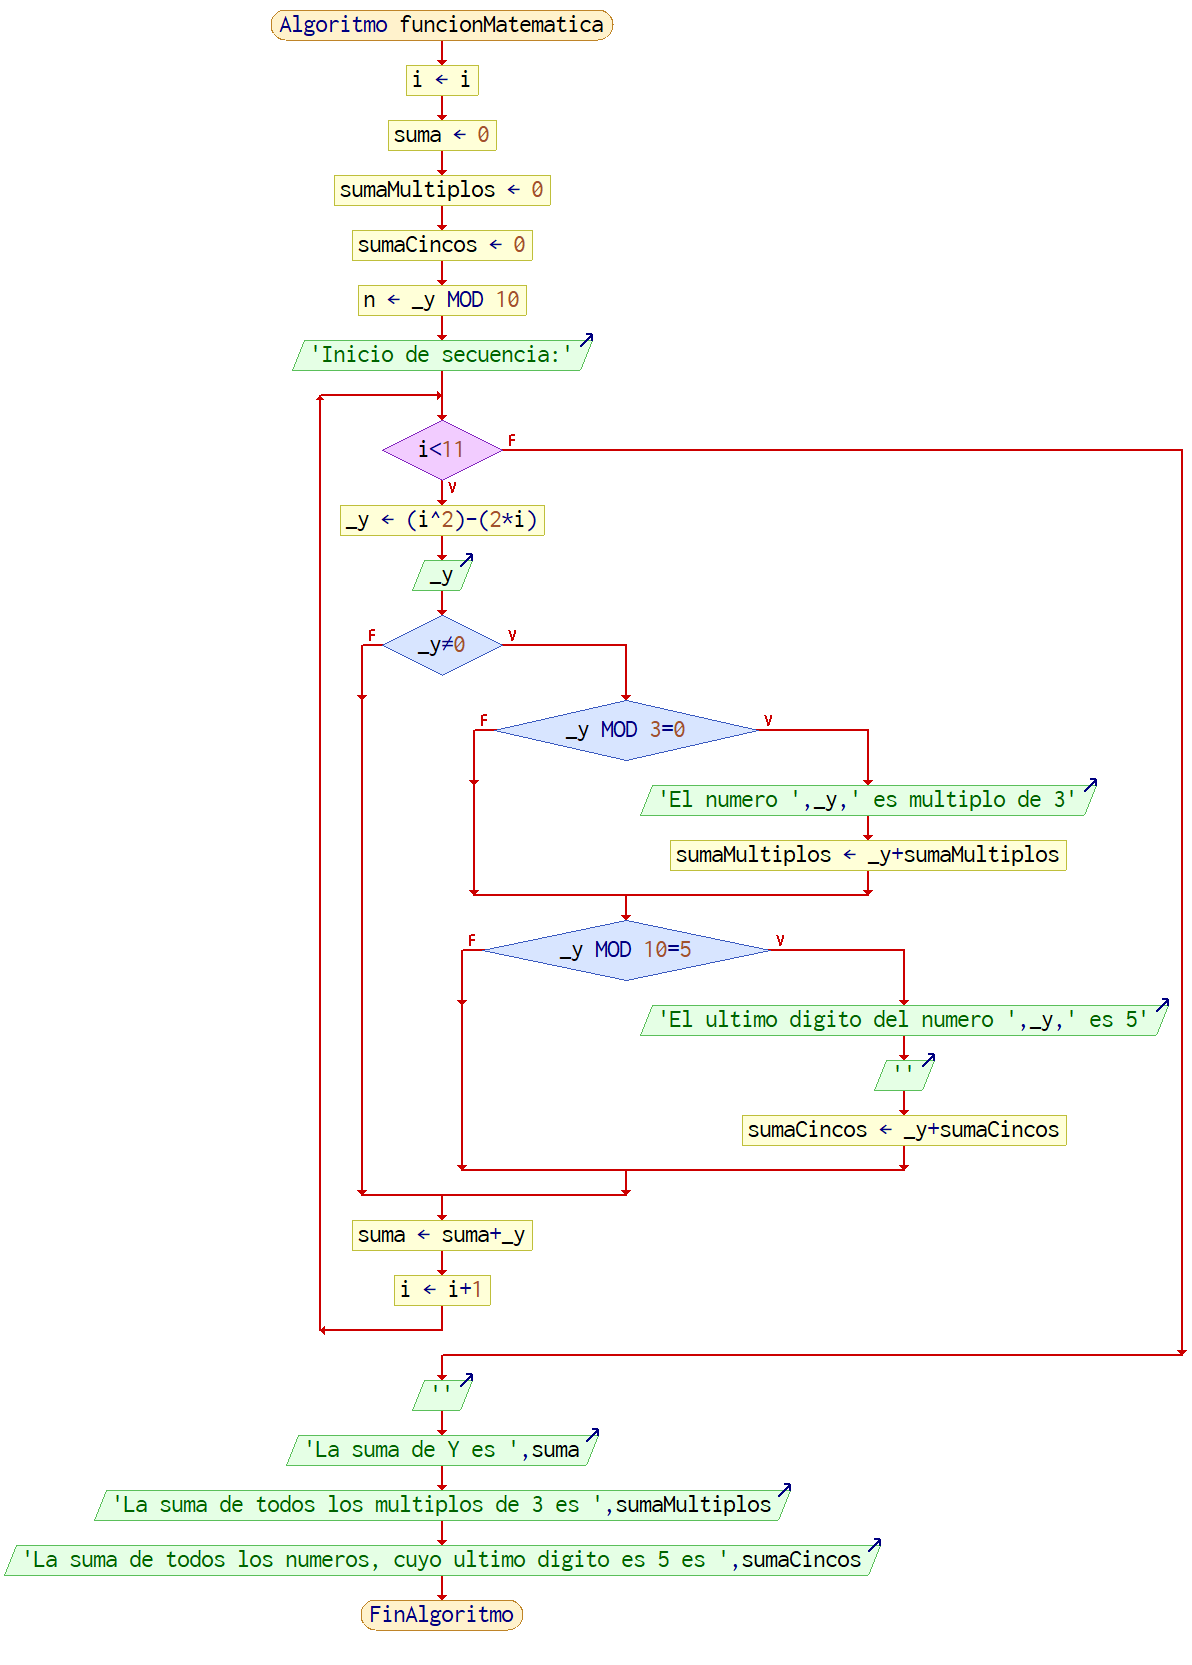 Algoritmo funcionMatematica
i ← i
suma ← 0
sumaMultiplos ← 0
sumaCincos ← 0
n ← _y MOD 10
'Inicio de secuencia:'
i<11
F
V
_y ← (i^2)-(2*i)
_y
F
_y≠0
V
F
_y MOD 3=0
V
'El numero ',_y,' es multiplo de 3'
sumaMultiplos ← _y+sumaMultiplos
F
_y MOD 10=5
V
'El ultimo digito del numero ',_y,' es 5'
''
sumaCincos ← _y+sumaCincos
suma ← suma+_y
i ← i+1
''
'La suma de Y es ',suma
'La suma de todos los multiplos de 3 es ',sumaMultiplos
'La suma de todos los numeros, cuyo ultimo digito es 5 es ',sumaCincos
FinAlgoritmo